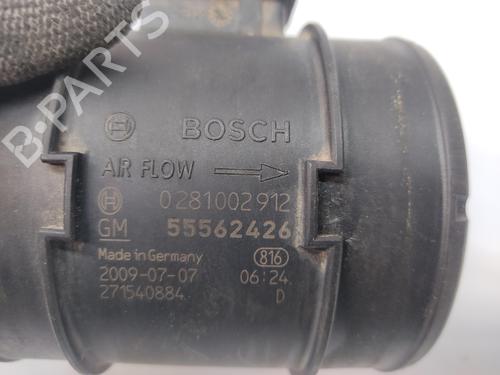 B-PARTS
BOSCH
AIR FLOW
0281002912
GM 55562426
Made in Germany 816
2009-07-07 06:24
271540884 D